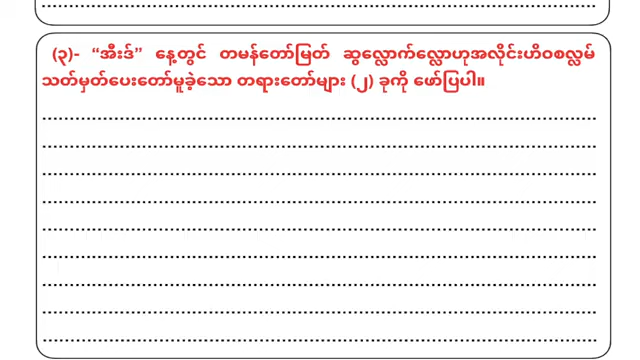 (၃)- “အီးဒ်” နေ့တွင် တမန်တော်မြတ် ဆွလ္လောက်လ္လောဟုအလိုင်းဟိဝစလ္လမ်
သတ်မှတ်ပေးတော်မူခဲ့သော တရားတော်များ (၂) ခုကို ဖော်ပြပါ။